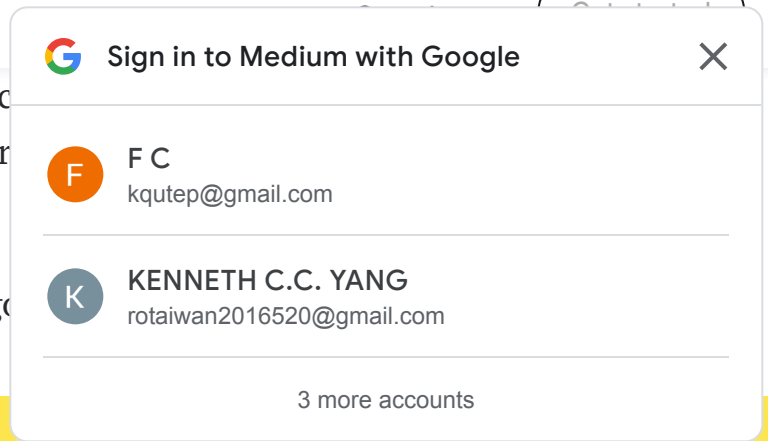 Sign in to Medium with Google
F
F C
kqutep@gmail.com
K
KENNETH C.C. YANG
rotaiwan2016520@gmail.com
3 more accounts